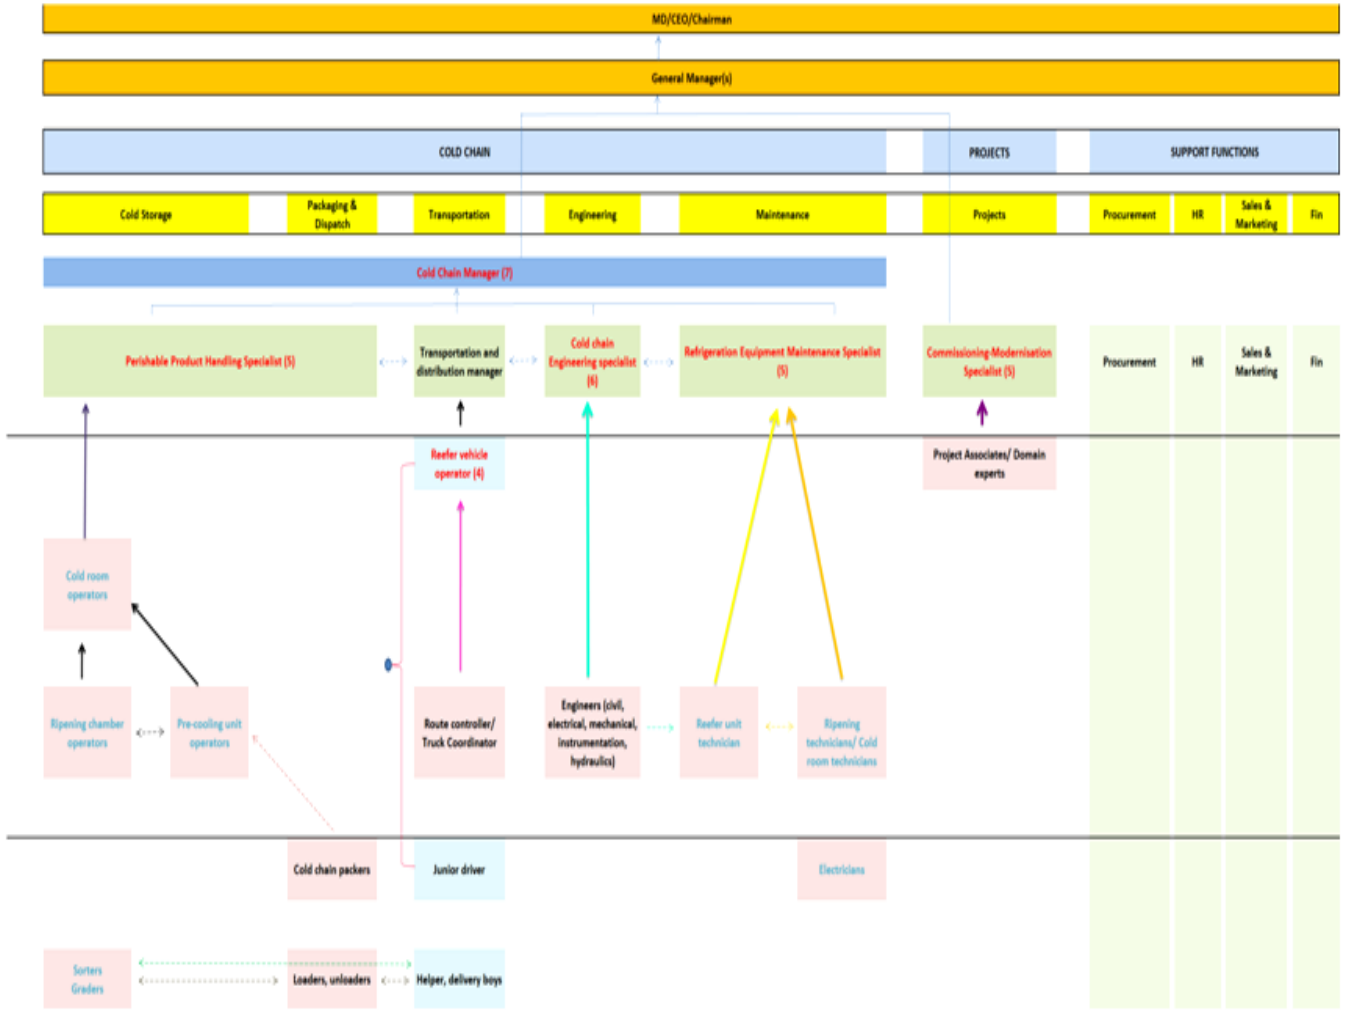 MD/CEO/Chairman
General Manager(s)
COLD CHAIN
PROJECTS
SUPPORT FUNCTIONS
Cold Storage
Packaging &
Dispatch
Transportation
Engineering
Maintenance
Projects
Procurement
HR
Sales &
Marketing
Fin
Cold Chain Manager (7)
Perishable Product Handling Specialist (5)
Transportation and
distribution manager
Cold chain
Engineering specialist
(6)
Refrigeration Equipment Maintenance Specialist
(5)
Commissioning-Modernisation
Specialist (5)
Procurement
HR
Sales &
Marketing
Fin
Reefer vehicle
operator (4)
Project Associates/ Domain
experts
Cold room
operators
Ripening chamber
operators
Pre-cooling unit
operators
Route controller/
Truck Coordinator
Engineers (civil,
electrical, mechanical,
instrumentation,
hydraulics)
Reefer unit
technician
Ripening
technicians/ Cold
room technicians
Cold chain packers
Junior driver
Electricians
Sorters
Graders
Loaders, unloaders
Helper, delivery boys